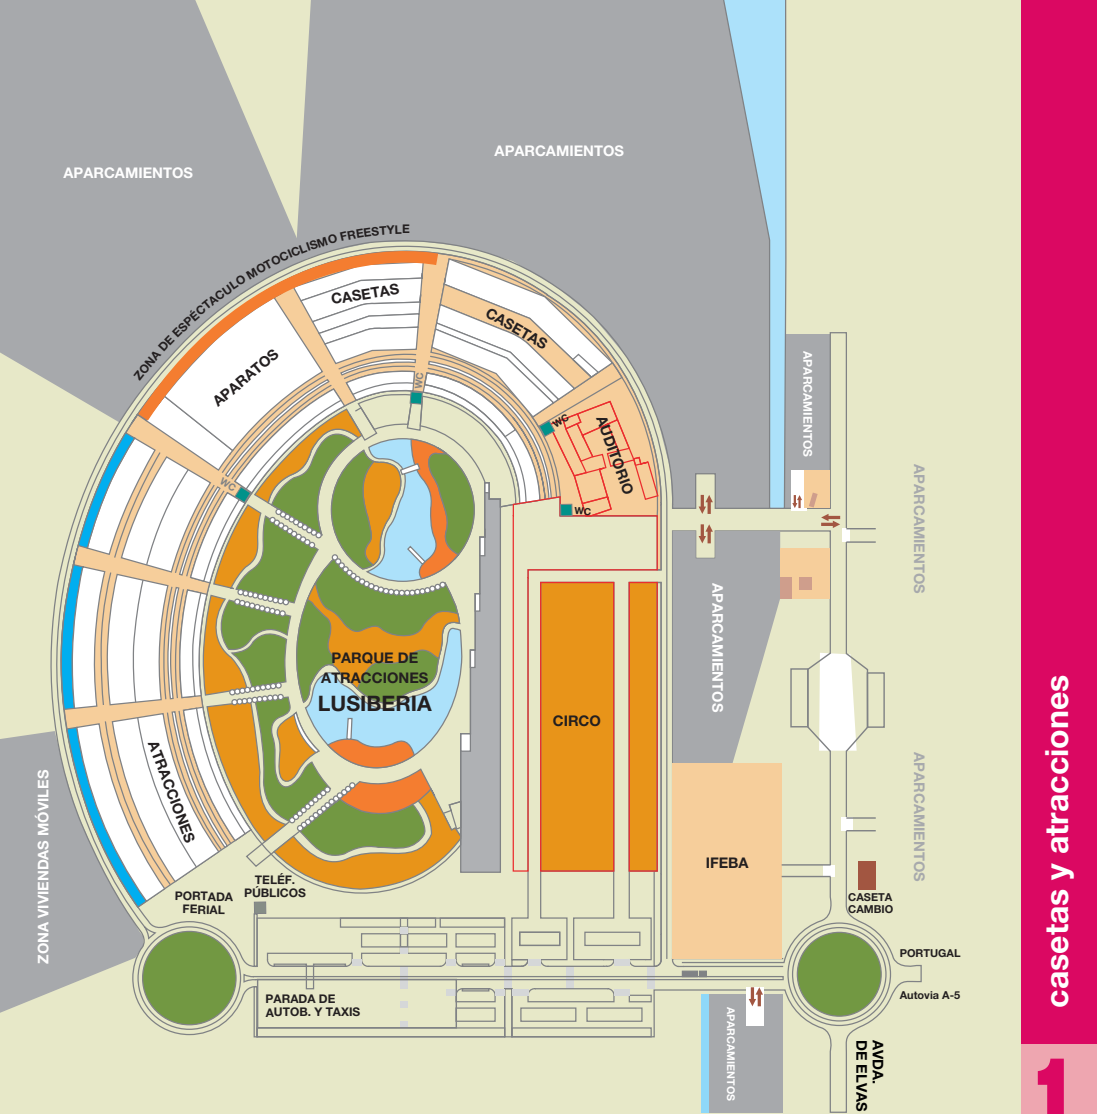 APARCAMIENTOS
APARCAMIENTOS
ZONA DE ESPÉCTACULO MOTOCICLISMO FREESTYLE
CASETAS
CASETAS
APARATOS
WC
WC
AUDITORIO
WC
WC
APARCAMIENTOS
APARCAMIENTOS
APARCAMIENTOS
PARQUE DE
ATRACCIONES
LUSIBERIA
CIRCO
ATRACCIONES
ZONA VIVIENDAS MÓVILES
APARCAMIENTOS
IFEBA
TELÉF.
PÚBLICOS
PORTADA
FERIAL
CASETA
CAMBIO
PORTUGAL
Autovia A-5
PARADA DE
AUTOB. Y TAXIS
APARCAMIENTOS
AVDA.
DE ELVAS
casetas y atracciones
1